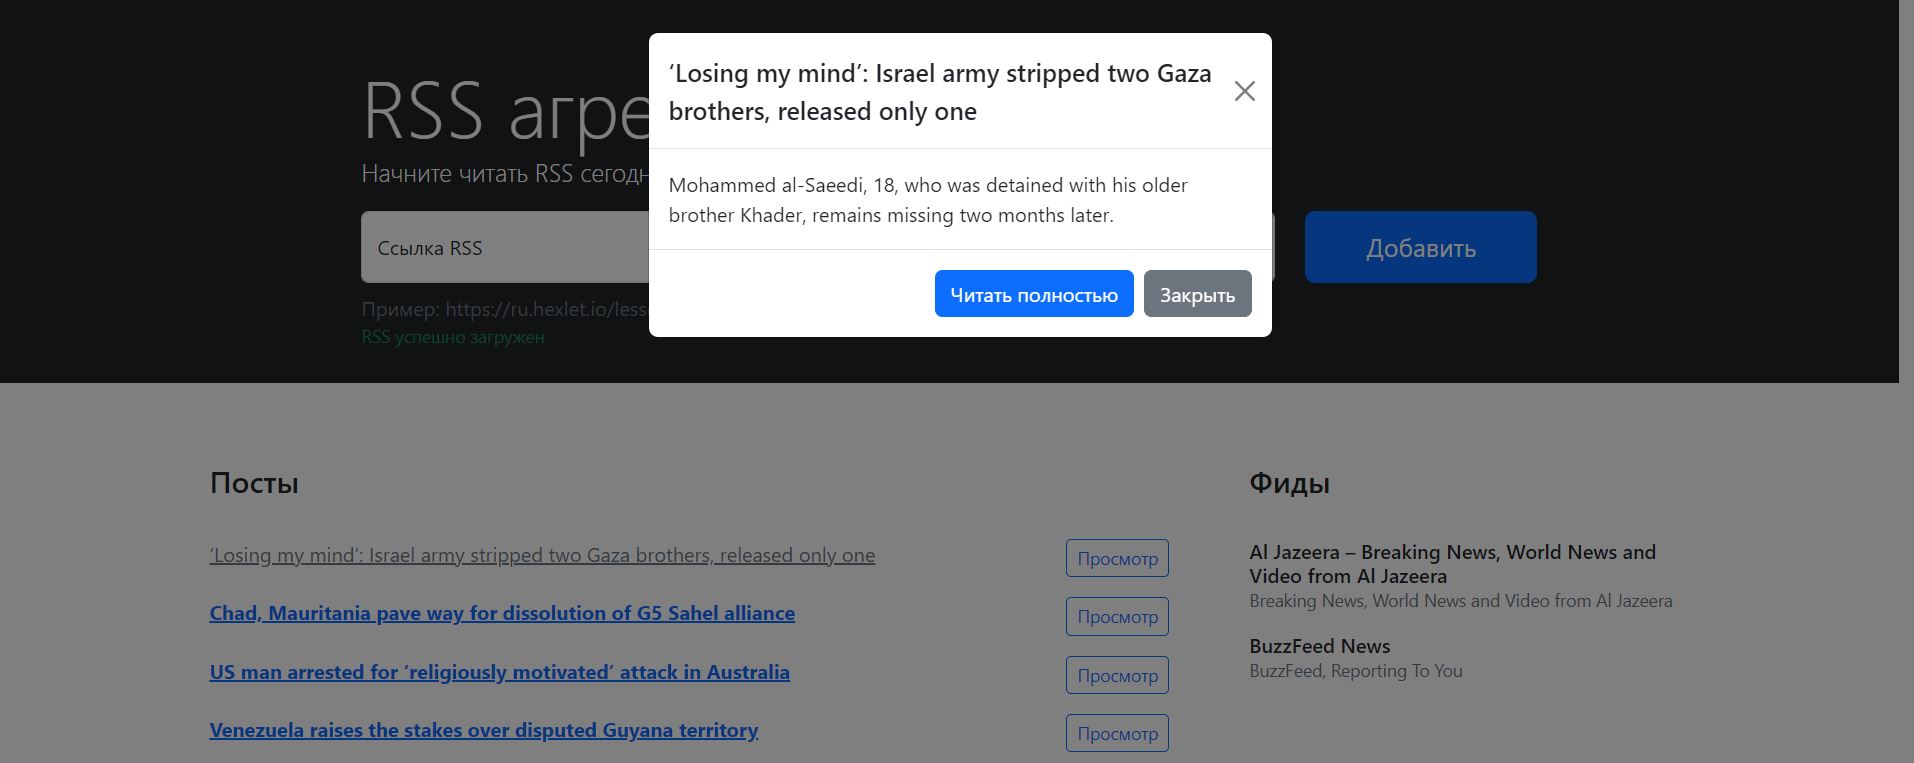 ‘Losing my mind’: Israel army stripped two Gaza
brothers, released only one
Mohammed al-Saeedi, 18, who was detained with his older
brother Khader, remains missing two months later.
Читать полностью
Закрыть
RSS агре
Начните читать RSS сегодн
Ссылка RSS
Добавить
Пример: https://ru.hexlet.io/less
RSS успешно загружен
Посты
‘Losing my mind’: Israel army stripped two Gaza brothers, released only one
Просмотр
Chad, Mauritania pave way for dissolution of G5 Sahel alliance
Просмотр
US man arrested for ‘religiously motivated’ attack in Australia
Просмотр
Venezuela raises the stakes over disputed Guyana territory
Просмотр
Фиды
Al Jazeera – Breaking News, World News and
Video from Al Jazeera
Breaking News, World News and Video from Al Jazeera
BuzzFeed News
BuzzFeed, Reporting To You